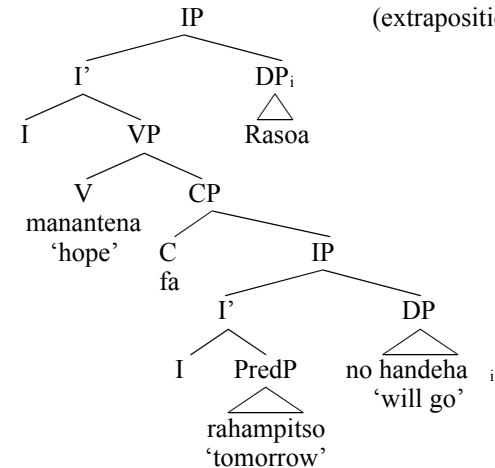 IP (extrapositi
I’ DPᵢ
I VP Rasoa
V CP
manantena
‘hope’ C IP
fa
I’ DP
I PredP no handeha ᵢ
‘will go’
rahampitso
‘tomorrow’